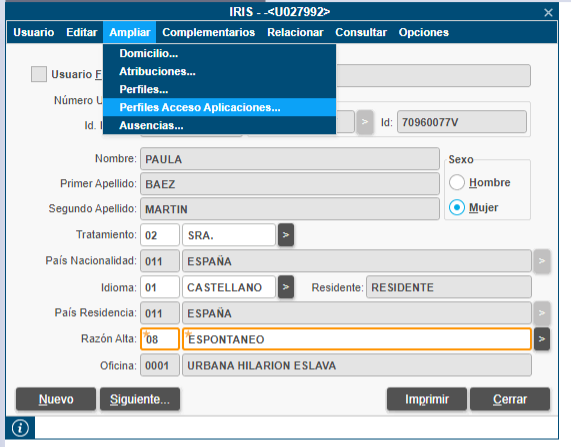 IRIS - -<U027992>
Usuario Editar Ampliar Complementarios Relacionar Consultar Opciones
Domicilio...
Atribuciones...
Perfiles...
Perfiles Acceso Aplicaciones...
Ausencias...
Usuario F
Número U
Id. I
> Id: 70960077V
Nombre: PAULA
Primer Apellido: BAEZ
Segundo Apellido: MARTIN
Sexo
Hombre
Mujer
Tratamiento: 02 SRA. >
País Nacionalidad: 011 ESPAÑA >
Idioma: 01 CASTELLANO > Residente: RESIDENTE
País Residencia: 011 ESPAÑA >
Razón Alta: *08 *ESPONTANEO >
Oficina: 0001 URBANA HILARION ESLAVA
Nuevo Siguiente... Imprimir Cerrar
i